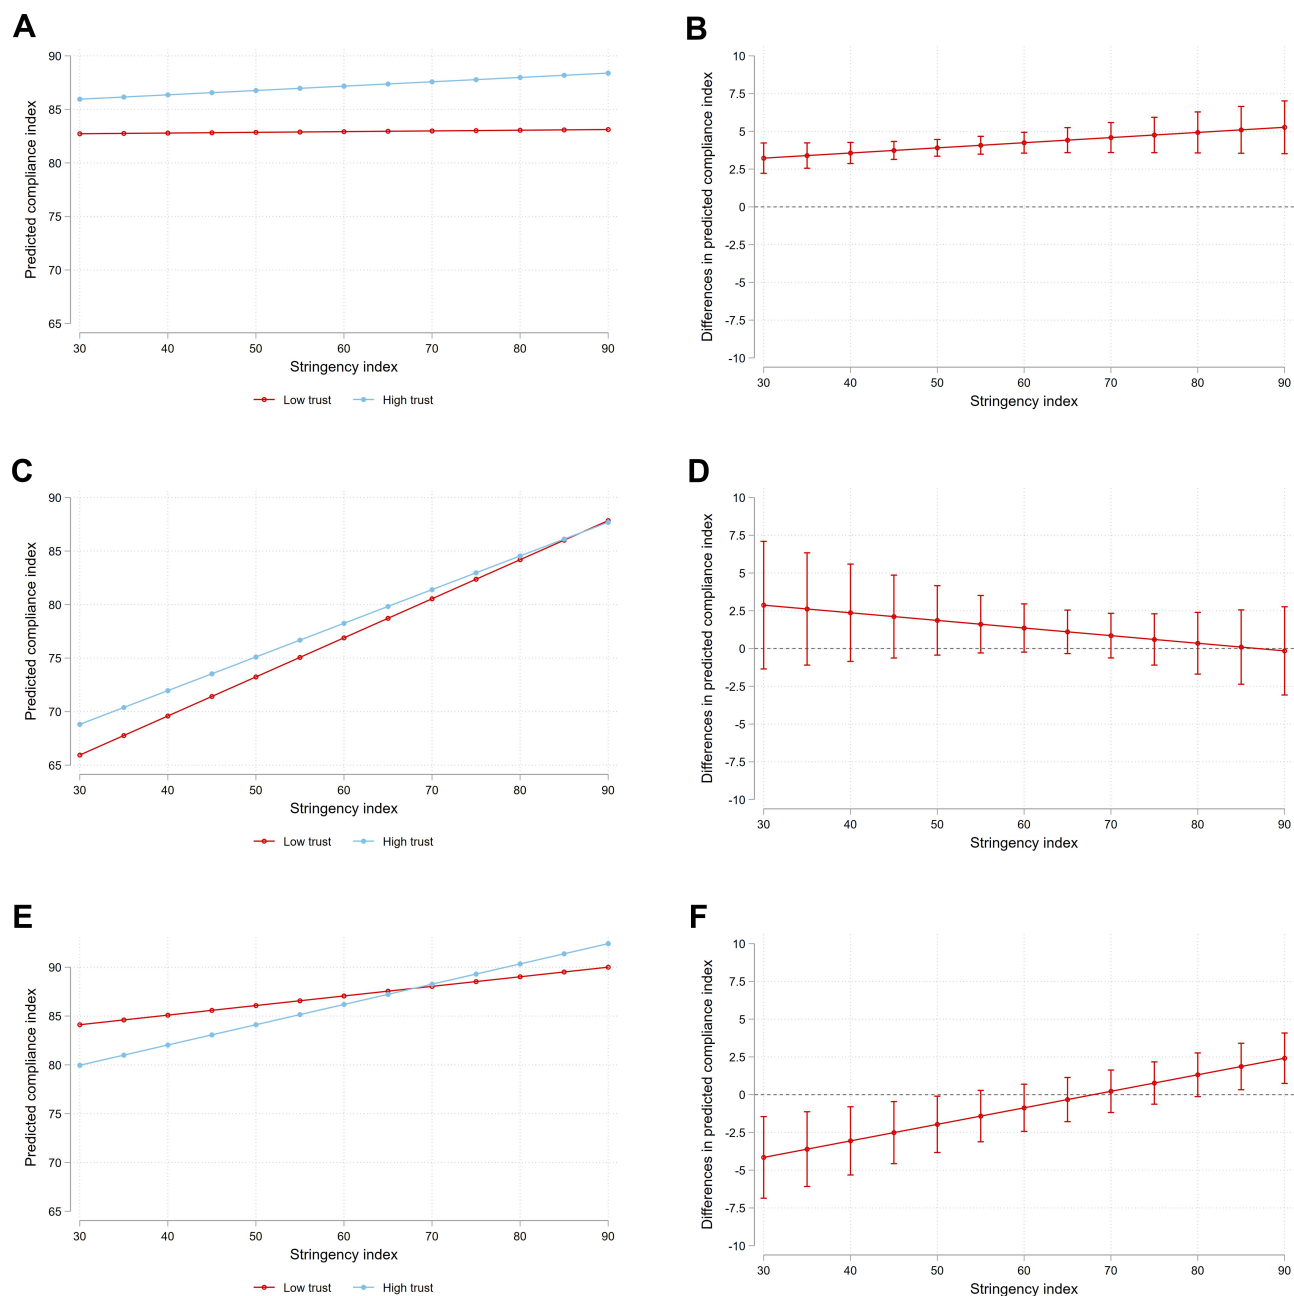 A
Predicted compliance index
90
85
80
75
70
65
30 40 50 60 70 80 90
Stringency index
Low trust High trust
B
Differences in predicted compliance index
10
7.5
5
2.5
0
-2.5
-5
-7.5
-10
30 40 50 60 70 80 90
Stringency index
C
Predicted compliance index
90
85
80
75
70
65
30 40 50 60 70 80 90
Stringency index
Low trust High trust
D
Differences in predicted compliance index
10
7.5
5
2.5
0
-2.5
-5
-7.5
-10
30 40 50 60 70 80 90
Stringency index
E
Predicted compliance index
90
85
80
75
70
65
30 40 50 60 70 80 90
Stringency index
Low trust High trust
F
Differences in predicted compliance index
10
7.5
5
2.5
0
-2.5
-5
-7.5
-10
30 40 50 60 70 80 90
Stringency index